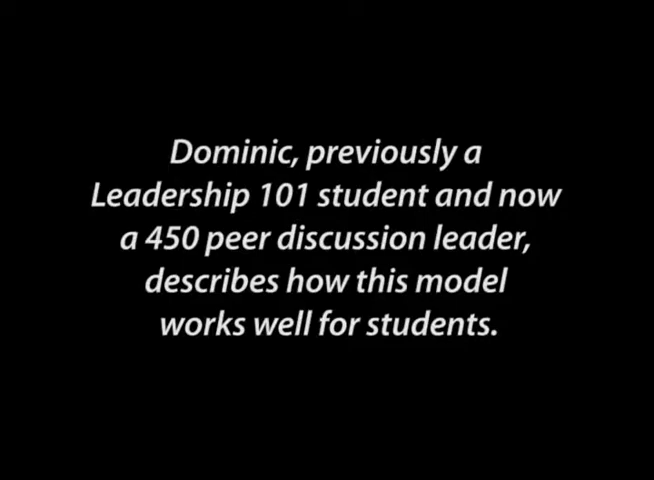 Dominic, previously a
Leadership 101 student and now
a 450 peer discussion leader,
describes how this model
works well for students.